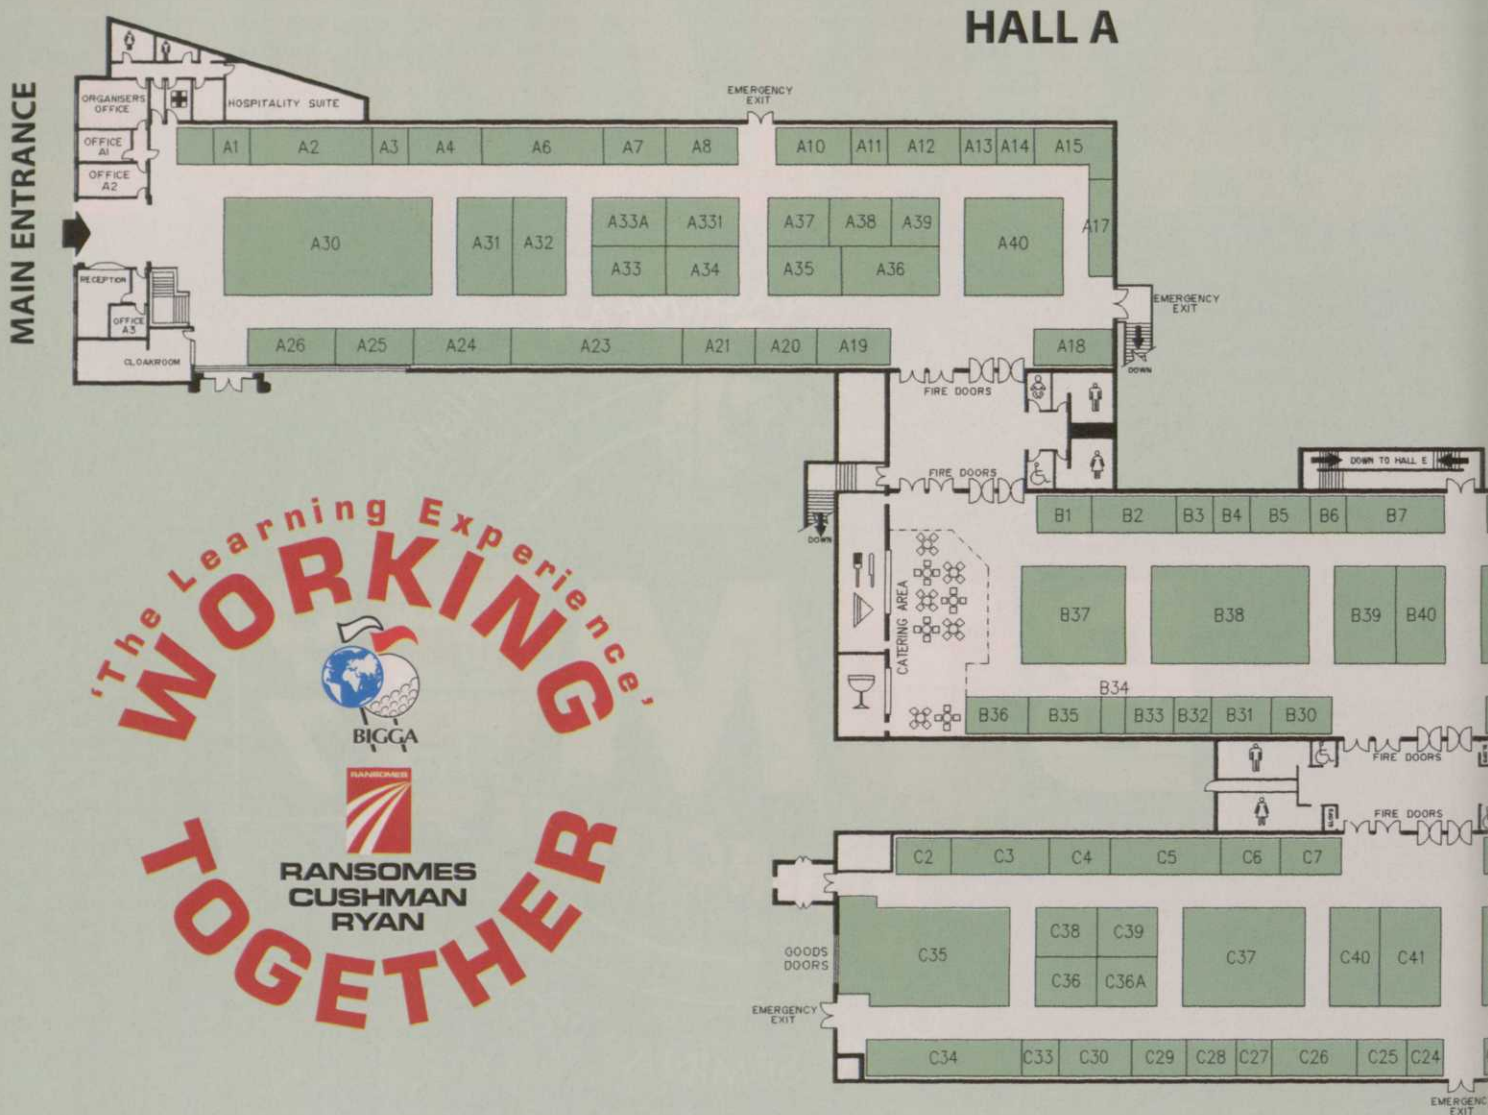 HALL A
MAIN ENTRANCE
ORGANISERS
OFFICE
HOSPITALITY SUITE
OFFICE
A1
OFFICE
A2
EMERGENCY
EXIT
A1 A2 A3 A4 A6 A7 A8 A10 A11 A12 A13 A14 A15
A17
A30 A31 A32 A33A A331 A37 A38 A39 A40
A33 A34 A35 A36
RECEPTION
OFFICE
A3
CLOAKROOM
EMERGENCY
EXIT
DOWN
A26 A25 A24 A23 A21 A20 A19 A18
FIRE DOORS
FIRE DOORS
DOWN
DOWN TO HALL E
B1 B2 B3 B4 B5 B6 B7
CATERING AREA
B37 B38 B39 B40
B34
B36 B35 B33 B32 B31 B30
FIRE DOORS
FIRE DOORS
C2 C3 C4 C5 C6 C7
GOODS
DOORS
C35 C38 C39 C37 C40 C41
C36 C36A
EMERGENCY
EXIT
C34 C33 C30 C29 C28 C27 C26 C25 C24
EMERGENC
EXIT
'The Learning Experience'
WORKING
BIGGA
RANSOMES
RANSOMES
CUSHMAN
RYAN
TOGETHER